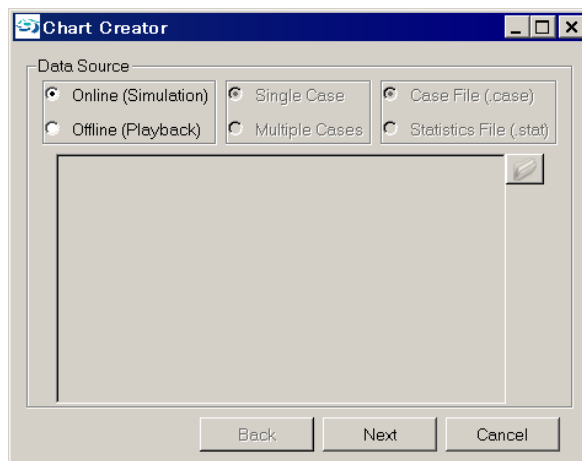 Chart Creator
Data Source
Online (Simulation) Single Case Case File (.case)
Offline (Playback) Multiple Cases Statistics File (.stat)
Back Next Cancel